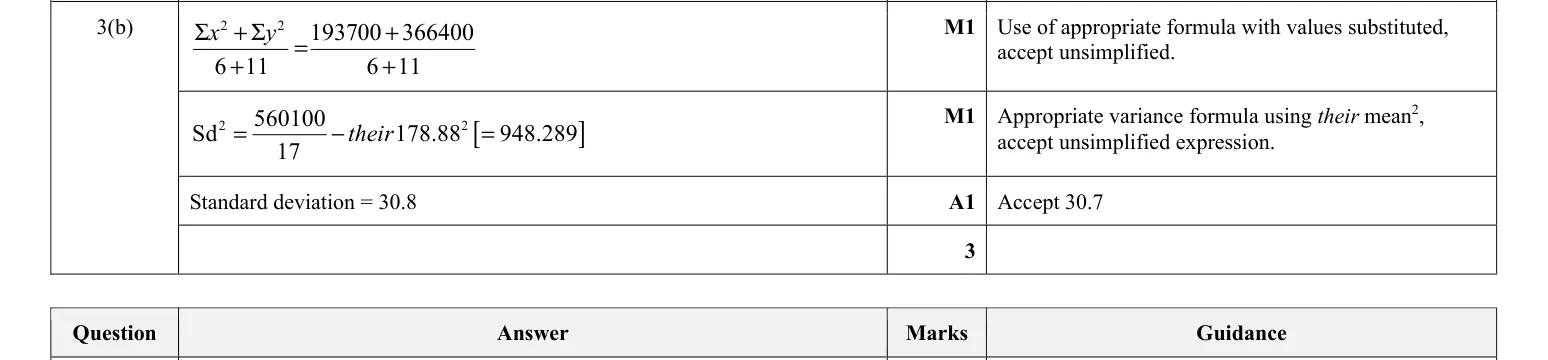 3(b)
Σx² + Σy² / 6+11 = 193700+366400 / 6+11
M1
Use of appropriate formula with values substituted,
accept unsimplified.
Sd² = 560100 / 17 − their 178.88² [= 948.289]
M1
Appropriate variance formula using their mean²,
accept unsimplified expression.
Standard deviation = 30.8
A1
Accept 30.7
3
Question Answer Marks Guidance